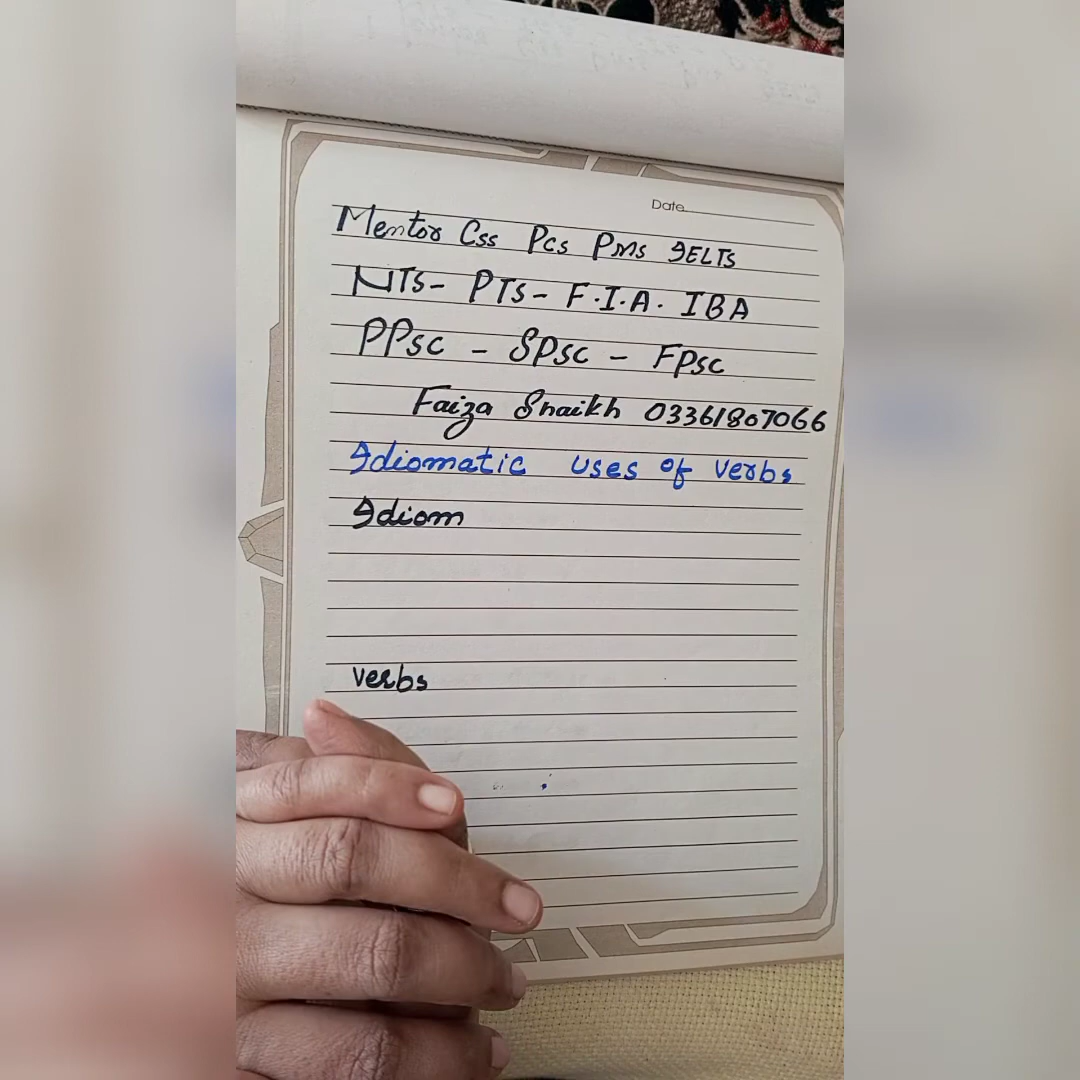 Date
Mentor Css Pcs Pms IELTS
NTS- PTS- F.I.A. IBA
PPsc - SPsc - FPsc
Faiza Shaikh 03361807066
Idiomatic uses of verbs
Idiom
verbs